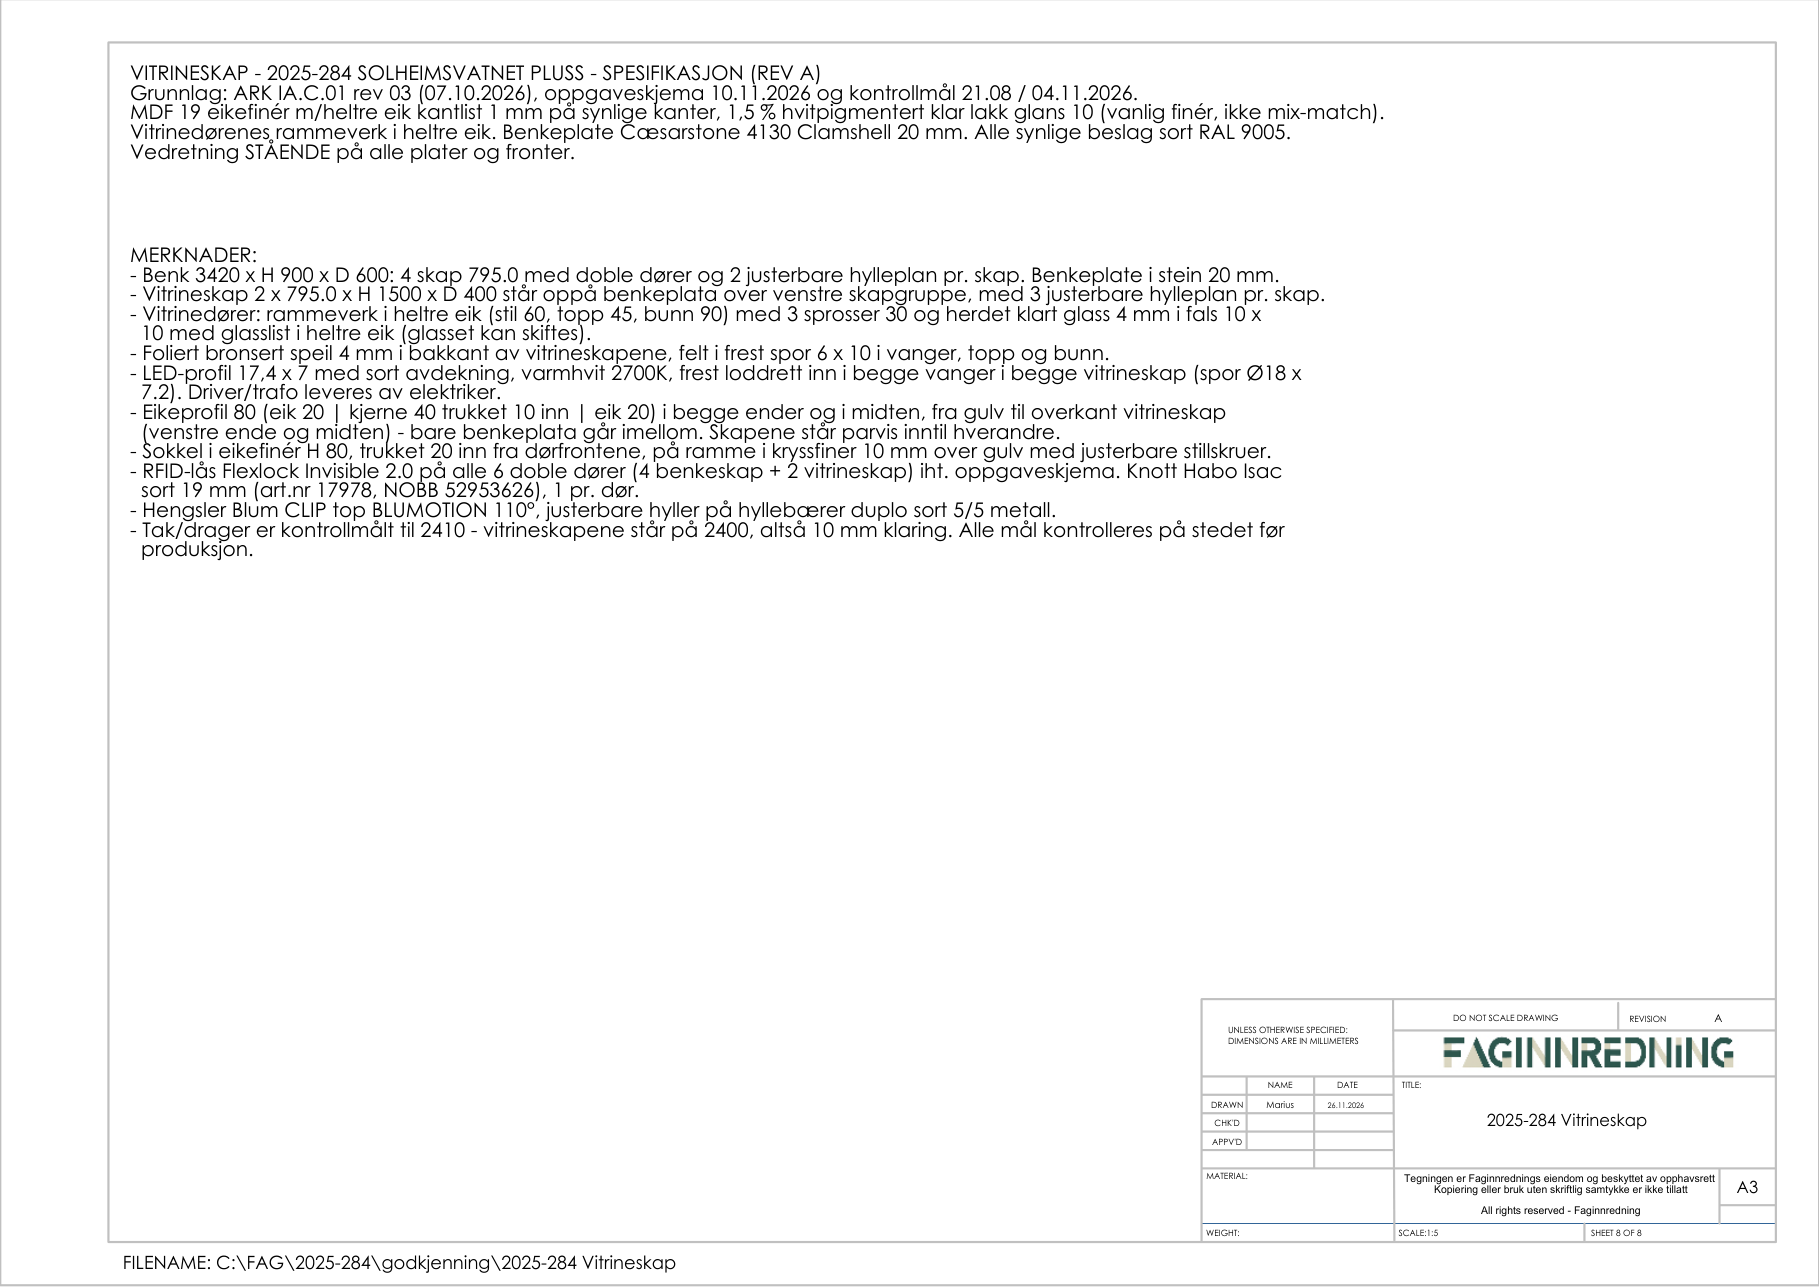 VITRINESKAP - 2025-284 SOLHEIMSVATNET PLUSS - SPESIFIKASJON (REV A)
Grunnlag: ARK IA.C.01 rev 03 (07.10.2026), oppgaveskjema 10.11.2026 og kontrollmål 21.08 / 04.11.2026.
MDF 19 eikefinér m/heltre eik kantlist 1 mm på synlige kanter, 1,5 % hvitpigmentert klar lakk glans 10 (vanlig finér, ikke mix-match).
Vitrinedørenes rammeverk i heltre eik. Benkeplate Cæsarstone 4130 Clamshell 20 mm. Alle synlige beslag sort RAL 9005.
Vedretning STÅENDE på alle plater og fronter.
MERKNADER:
- Benk 3420 x H 900 x D 600: 4 skap 795.0 med doble dører og 2 justerbare hylleplan pr. skap. Benkeplate i stein 20 mm.
- Vitrineskap 2 x 795.0 x H 1500 x D 400 står oppå benkeplata over venstre skapgruppe, med 3 justerbare hylleplan pr. skap.
- Vitrinedører: rammeverk i heltre eik (stil 60, topp 45, bunn 90) med 3 sprosser 30 og herdet klart glass 4 mm i fals 10 x
10 med glasslist i heltre eik (glasset kan skiftes).
- Foliert bronsert speil 4 mm i bakkant av vitrineskapene, felt i frest spor 6 x 10 i vanger, topp og bunn.
- LED-profil 17,4 x 7 med sort avdekning, varmhvit 2700K, frest loddrett inn i begge vanger i begge vitrineskap (spor Ø18 x
7.2). Driver/trafo leveres av elektriker.
- Eikeprofil 80 (eik 20 | kjerne 40 trukket 10 inn | eik 20) i begge ender og i midten, fra gulv til overkant vitrineskap
(venstre ende og midten) - bare benkeplata går imellom. Skapene står parvis inntil hverandre.
- Sokkel i eikefinér H 80, trukket 20 inn fra dørfrontene, på ramme i kryssfiner 10 mm over gulv med justerbare stillskruer.
- RFID-lås Flexlock Invisible 2.0 på alle 6 doble dører (4 benkeskap + 2 vitrineskap) iht. oppgaveskjema. Knott Habo Isac
sort 19 mm (art.nr 17978, NOBB 52953626), 1 pr. dør.
- Hengsler Blum CLIP top BLUMOTION 110°, justerbare hyller på hyllebærer duplo sort 5/5 metall.
- Tak/drager er kontrollmålt til 2410 - vitrineskapene står på 2400, altså 10 mm klaring. Alle mål kontrolleres på stedet før
produksjon.
UNLESS OTHERWISE SPECIFIED:
DIMENSIONS ARE IN MILLIMETERS
DO NOT SCALE DRAWING
REVISION A
FAGINNREDNING
NAME DATE
DRAWN Marius 26.11.2026
CHK'D
APPV'D
TITLE:
2025-284 Vitrineskap
MATERIAL:
Tegningen er Faginnrednings eiendom og beskyttet av opphavsrett
Kopiering eller bruk uten skriftlig samtykke er ikke tillatt
All rights reserved - Faginnredning
A3
WEIGHT:
SCALE:1:5
SHEET 8 OF 8
FILENAME: C:\FAG\2025-284\godkjenning\2025-284 Vitrineskap